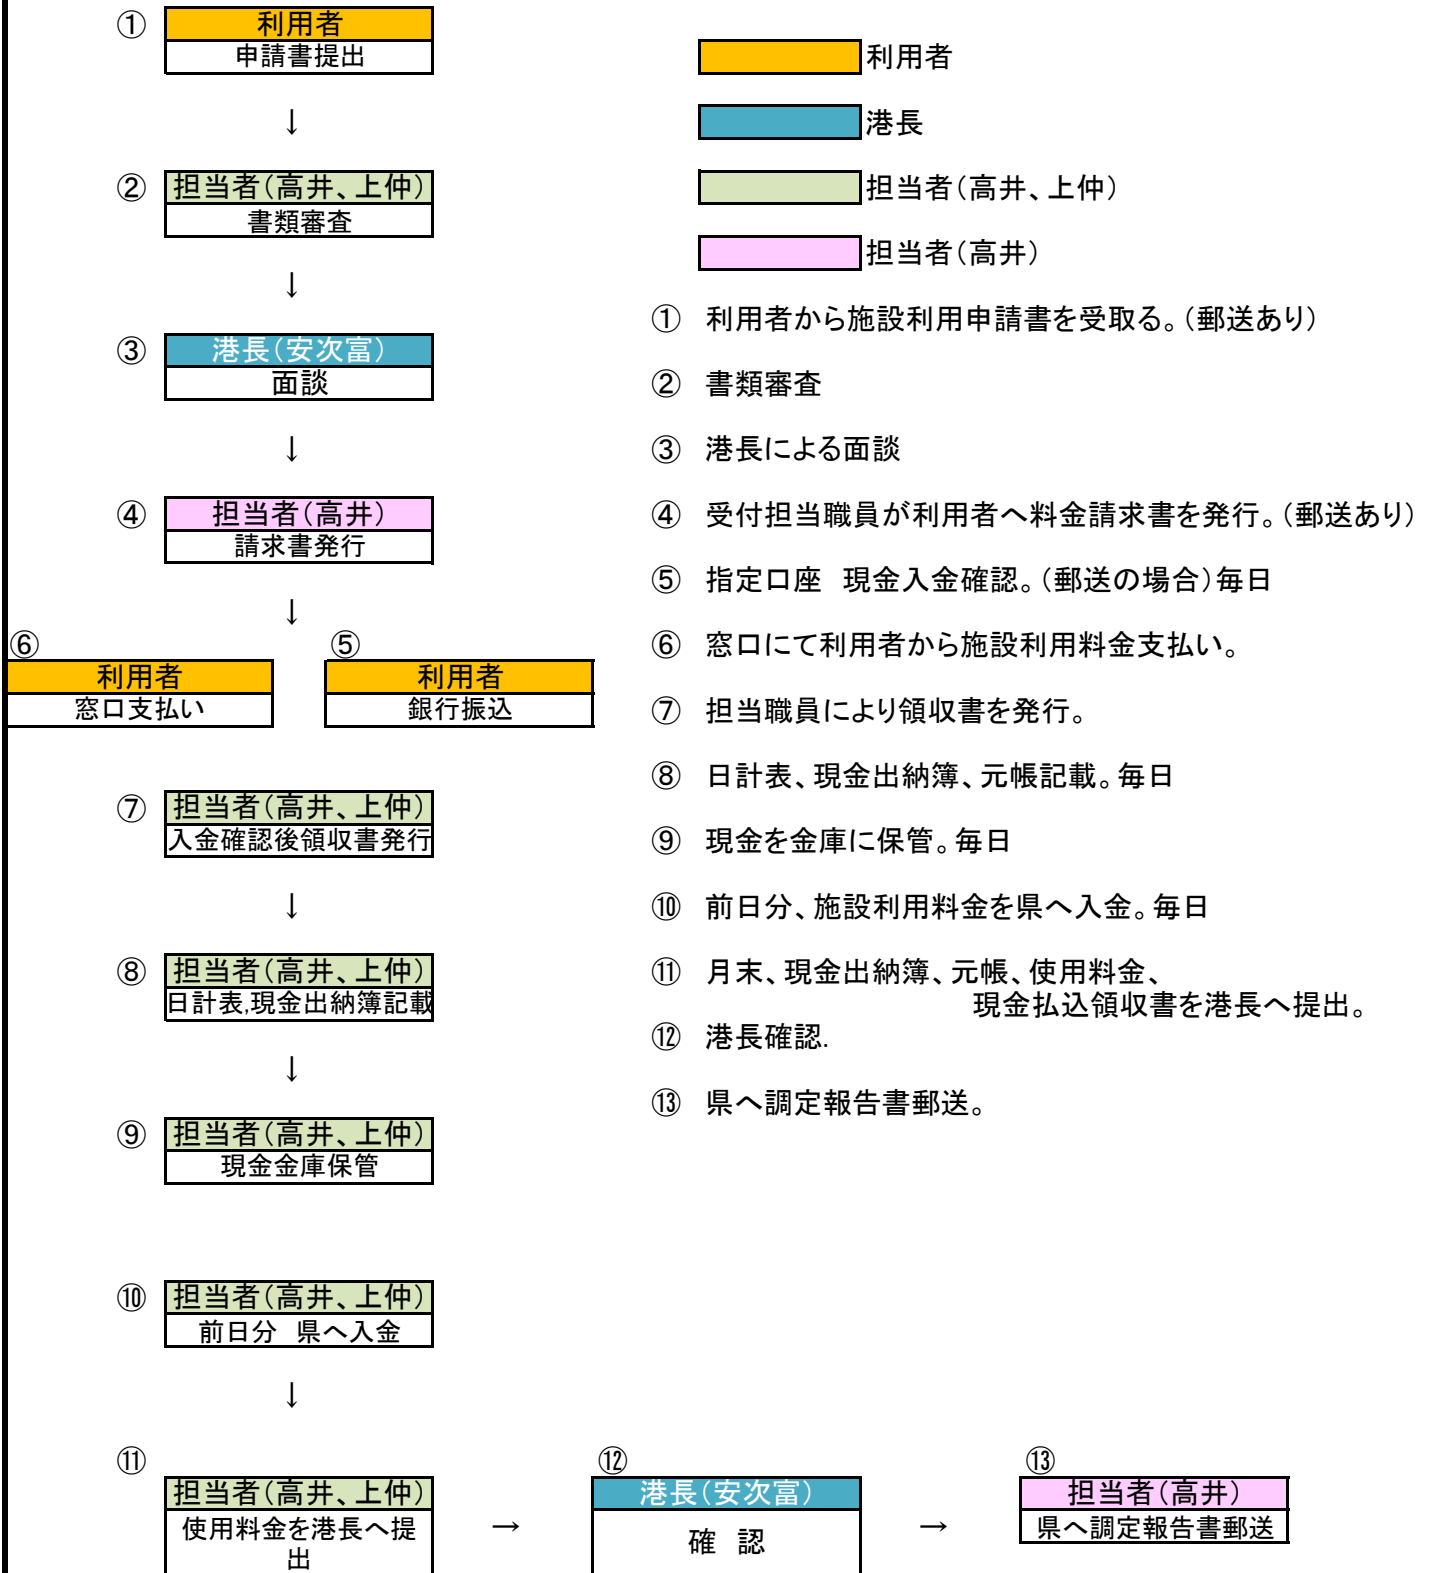 ① 利用者
申請書提出
↓
② 担当者(高井、上仲)
書類審査
↓
③ 港長(安次富)
面談
↓
④ 担当者(高井)
請求書発行
↓
⑥ ⑤
利用者 利用者
窓口支払い 銀行振込
⑦ 担当者(高井、上仲)
入金確認後領収書発行
↓
⑧ 担当者(高井、上仲)
日計表,現金出納簿記載
↓
⑨ 担当者(高井、上仲)
現金金庫保管
⑩ 担当者(高井、上仲)
前日分　県へ入金
↓
⑪ ⑫ ⑬
担当者(高井、上仲) 港長(安次富) 担当者(高井)
使用料金を港長へ提 → 確　認 → 県へ調定報告書郵送
出
利用者
港長
担当者(高井、上仲)
担当者(高井)
① 利用者から施設利用申請書を受取る。(郵送あり)
② 書類審査
③ 港長による面談
④ 受付担当職員が利用者へ料金請求書を発行。(郵送あり)
⑤ 指定口座　現金入金確認。(郵送の場合)毎日
⑥ 窓口にて利用者から施設利用料金支払い。
⑦ 担当職員により領収書を発行。
⑧ 日計表、現金出納簿、元帳記載。毎日
⑨ 現金を金庫に保管。毎日
⑩ 前日分、施設利用料金を県へ入金。毎日
⑪ 月末、現金出納簿、元帳、使用料金、
現金払込領収書を港長へ提出。
⑫ 港長確認.
⑬ 県へ調定報告書郵送。